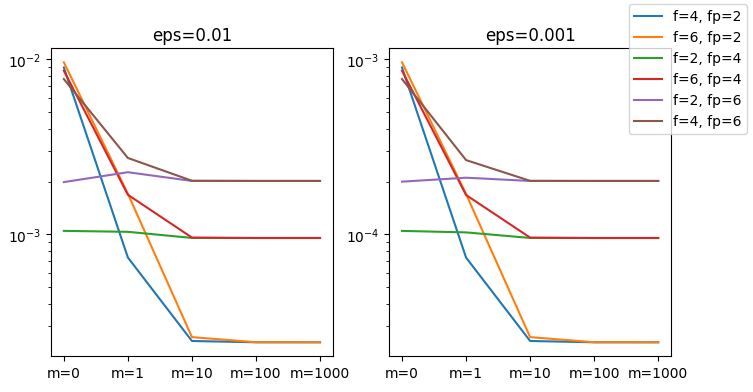 eps=0.01
10⁻²
10⁻³
m=0 m=1 m=10 m=100 m=1000
eps=0.001
10⁻³
10⁻⁴
m=0 m=1 m=10 m=100 m=1000
f=4, fp=2
f=6, fp=2
f=2, fp=4
f=6, fp=4
f=2, fp=6
f=4, fp=6